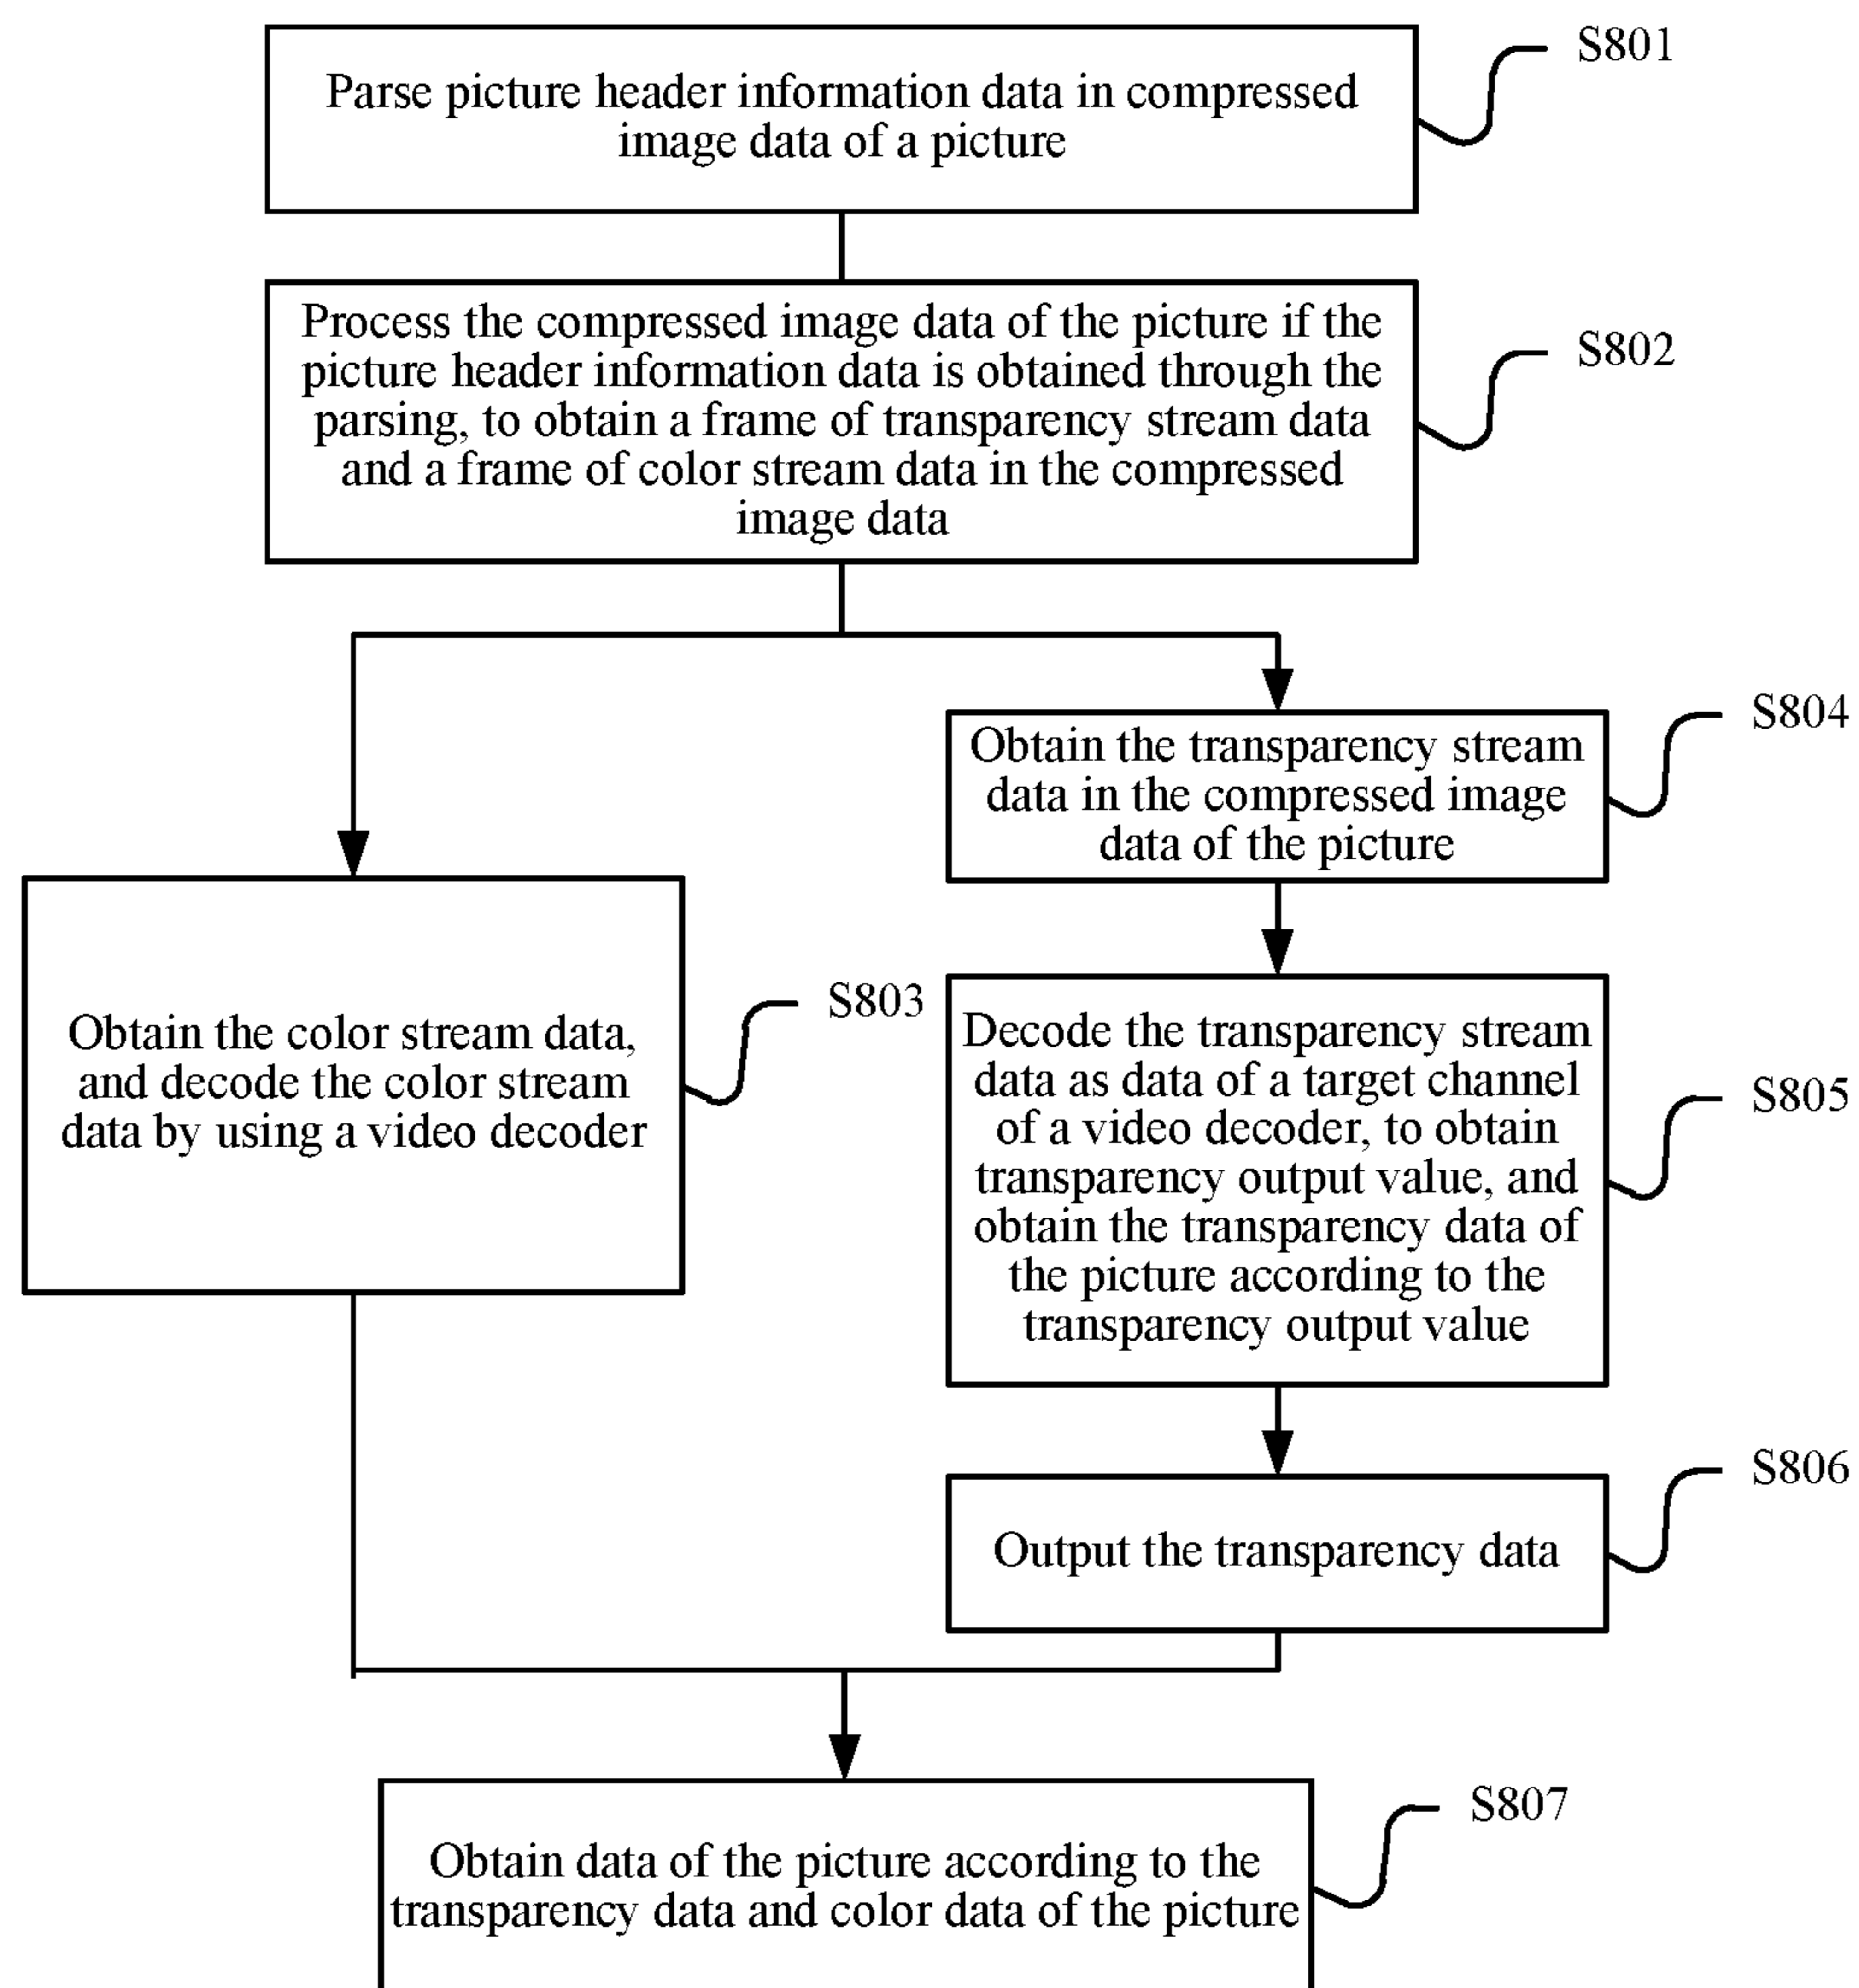 S801
Parse picture header information data in compressed
image data of a picture
S802
Process the compressed image data of the picture if the
picture header information data is obtained through the
parsing, to obtain a frame of transparency stream data
and a frame of color stream data in the compressed
image data
S804
Obtain the transparency stream
data in the compressed image
data of the picture
S803
Obtain the color stream data,
and decode the color stream
data by using a video decoder
S805
Decode the transparency stream
data as data of a target channel
of a video decoder, to obtain
transparency output value, and
obtain the transparency data of
the picture according to the
transparency output value
S806
Output the transparency data
S807
Obtain data of the picture according to the
transparency data and color data of the picture